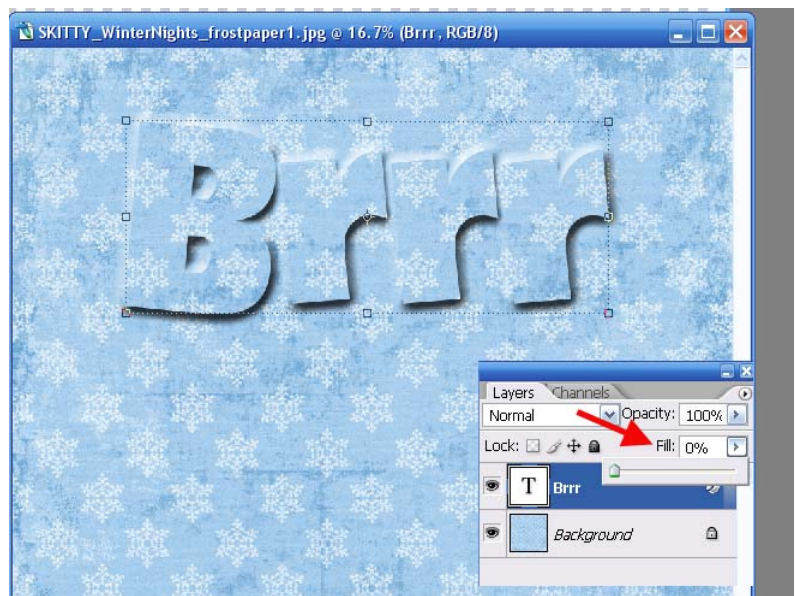 SKITTY_WinterNights_frostpaper1.jpg @ 16.7% (Brrr, RGB/8)
Brrr
Layers Channels
Normal Opacity: 100%
Lock: Fill: 0%
T Brrr
Background